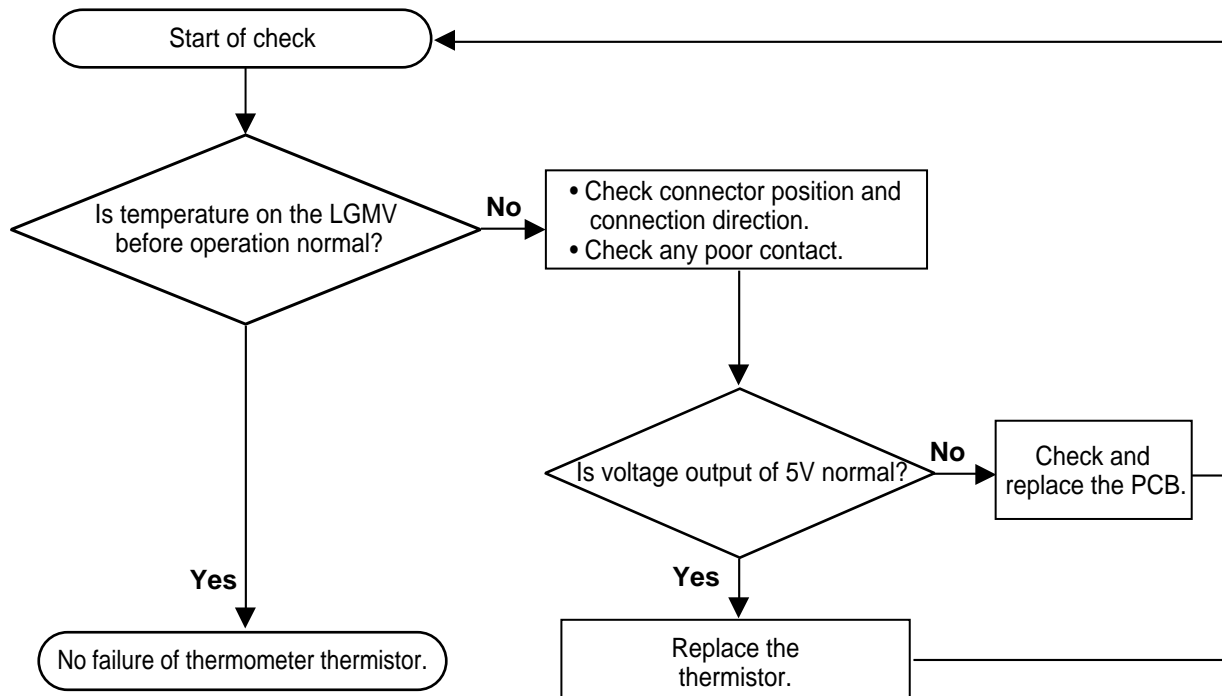 Start of check
Is temperature on the LGMV
before operation normal?
No
• Check connector position and
connection direction.
• Check any poor contact.
Is voltage output of 5V normal?
No
Check and
replace the PCB.
Yes
Yes
No failure of thermometer thermistor.
Replace the
thermistor.